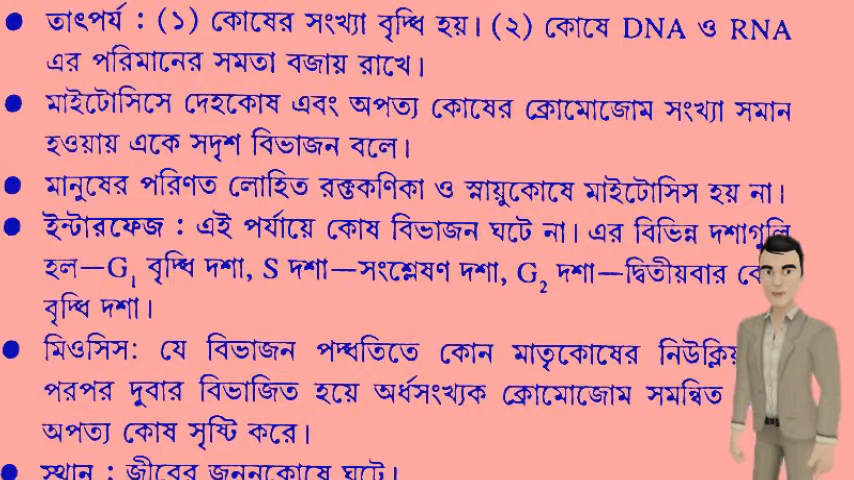 ● তাৎপর্য : (১) কোষের সংখ্যা বৃদ্ধি হয়। (২) কোষে DNA ও RNA
এর পরিমানের সমতা বজায় রাখে।
● মাইটোসিসে দেহকোষ এবং অপত্য কোষের ক্রোমোজোম সংখ্যা সমান
হওয়ায় একে সদৃশ বিভাজন বলে।
● মানুষের পরিণত লোহিত রক্তকণিকা ও স্নায়ুকোষে মাইটোসিস হয় না।
● ইন্টারফেজ : এই পর্যায়ে কোষ বিভাজন ঘটে না। এর বিভিন্ন দশাগুলি
হল—G₁ বৃদ্ধি দশা, S দশা—সংশ্লেষণ দশা, G₂ দশা—দ্বিতীয়বার
বৃদ্ধি দশা।
● মিওসিস: যে বিভাজন পদ্ধতিতে কোন মাতৃকোষের
পরপর দুবার বিভাজিত হয়ে অর্ধসংখ্যক ক্রোমোজোম সমন্বিত
অপত্য কোষ সৃষ্টি করে।
● স্থান : জীবের জননকোষে ঘটে।